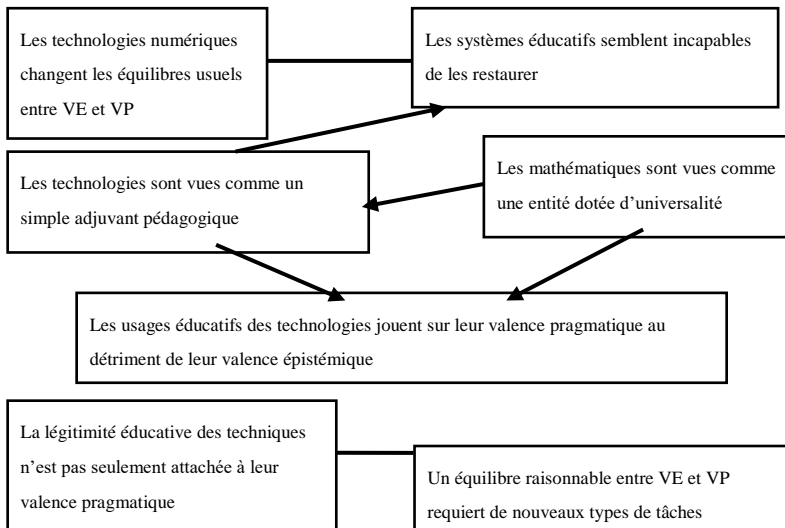 Les technologies numériques
changent les équilibres usuels
entre VE et VP
Les systèmes éducatifs semblent incapables
de les restaurer
Les technologies sont vues comme un
simple adjuvant pédagogique
Les mathématiques sont vues comme
une entité dotée d’universalité
Les usages éducatifs des technologies jouent sur leur valence pragmatique au
détriment de leur valence épistémique
La légitimité éducative des techniques
n’est pas seulement attachée à leur
valence pragmatique
Un équilibre raisonnable entre VE et VP
requiert de nouveaux types de tâches